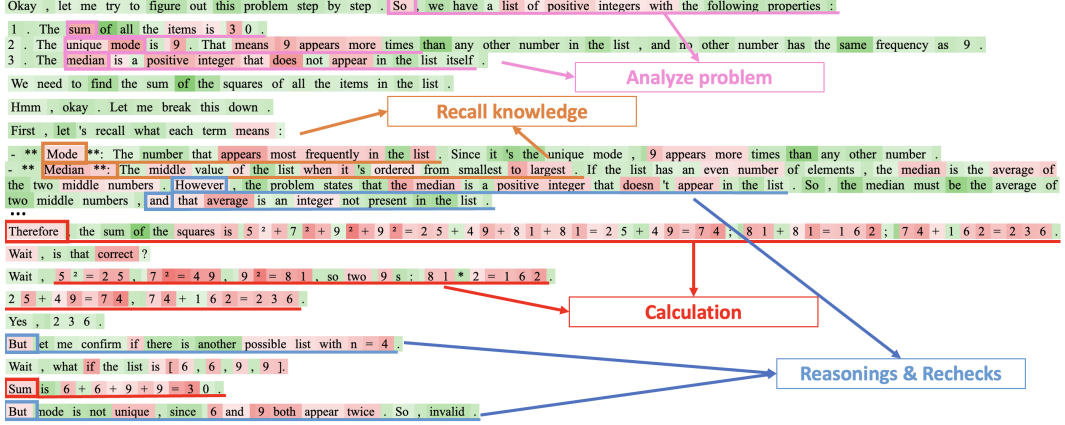 Okay , let me try to figure out this problem step by step . So , we have a list of positive integers with the following properties :
1 . The sum of all the items is 3 0 .
2 . The unique mode is 9 . That means 9 appears more times than any other number in the list , and no other number has the same frequency as 9 .
3 . The median is a positive integer that does not appear in the list itself .
Analyze problem
We need to find the sum of the squares of all the items in the list .
Hmm , okay . Let me break this down .
Recall knowledge
First , let 's recall what each term means :
- ** Mode **: The number that appears most frequently in the list . Since it 's the unique mode , 9 appears more times than any other number .
- ** Median **: The middle value of the list when it 's ordered from smallest to largest . If the list has an even number of elements , the median is the average of
the two middle numbers . However , the problem states that the median is a positive integer that doesn 't appear in the list . So , the median must be the average of
two middle numbers , and that average is an integer not present in the list .
...
Therefore the sum of the squares is 5 ² + 7 ² + 9 ² + 9 ² = 2 5 + 4 9 + 8 1 + 8 1 = 2 5 + 4 9 = 7 4 ; 8 1 + 8 1 = 1 6 2 ; 7 4 + 1 6 2 = 2 3 6 .
Wait , is that correct ?
Wait , 5 ² = 2 5 , 7 ² = 4 9 , 9 ² = 8 1 , so two 9 s : 8 1 * 2 = 1 6 2 .
2 5 + 4 9 = 7 4 , 7 4 + 1 6 2 = 2 3 6 .
Calculation
Yes , 2 3 6 .
But et me confirm if there is another possible list with n = 4 .
Wait , what if the list is [ 6 , 6 , 9 , 9 ].
Reasonings & Rechecks
Sum is 6 + 6 + 9 + 9 = 3 0 .
But mode is not unique , since 6 and 9 both appear twice . So , invalid .